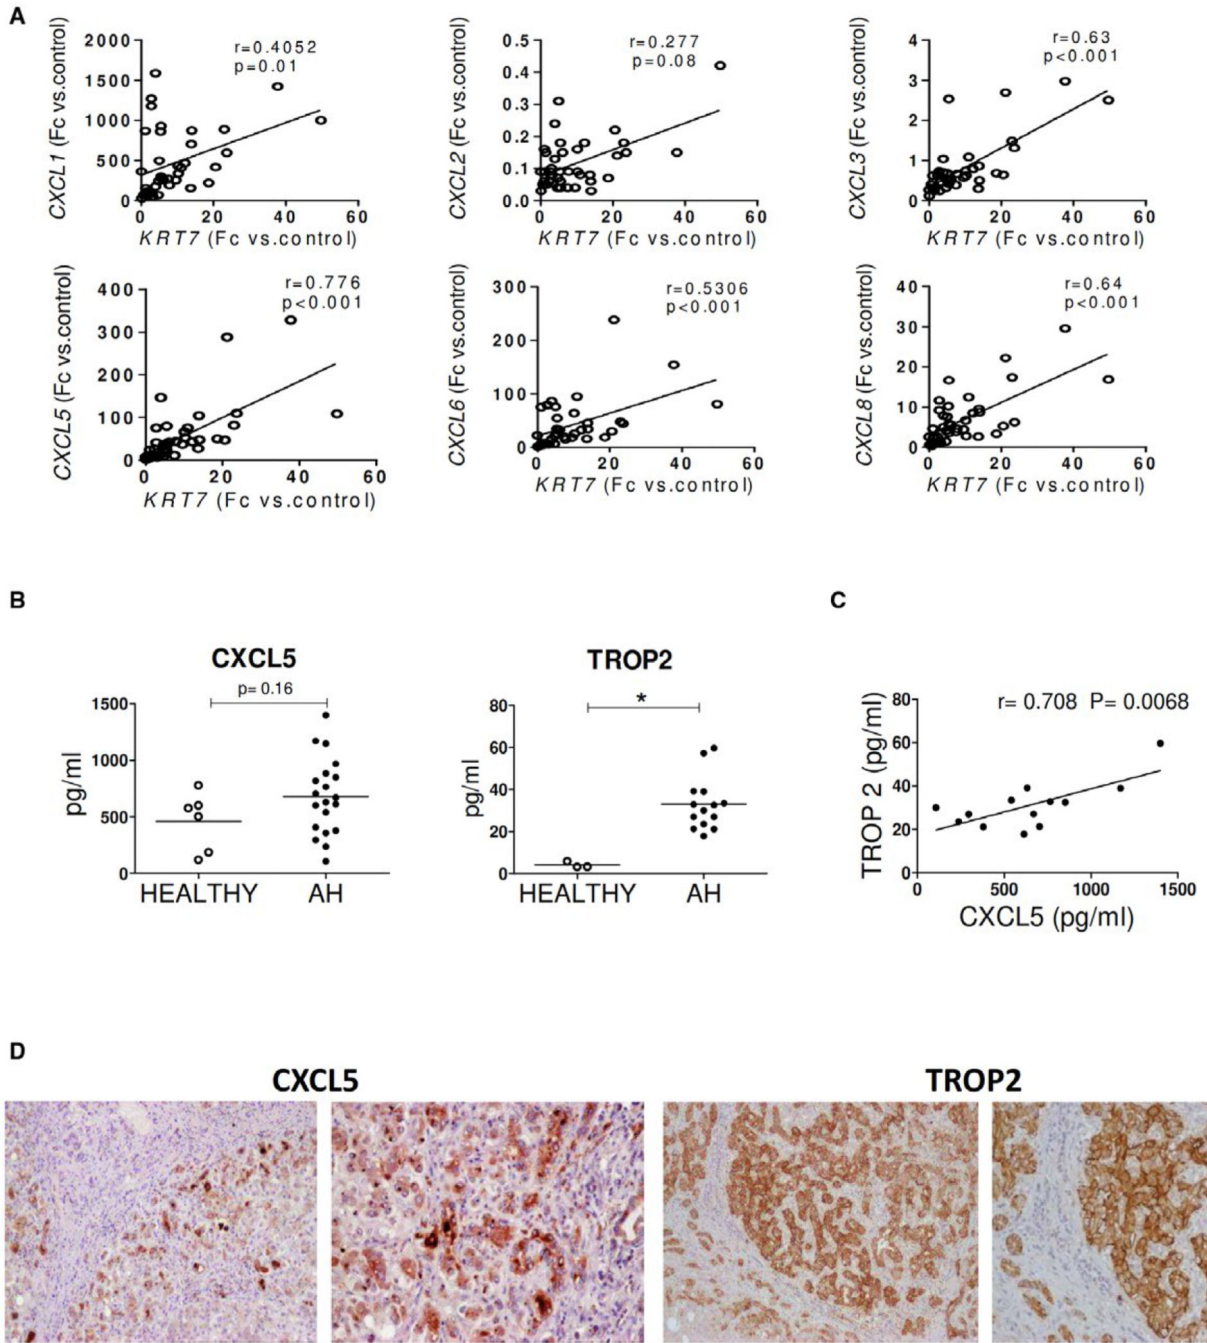 A
r=0.4052
p=0.01
CXCL1 (Fc vs.control)
2000
1500
1000
500
0
0 20 40 60
KRT7 (Fc vs.control)
r=0.277
p=0.08
CXCL2 (Fc vs.control)
0.5
0.4
0.3
0.2
0.1
0.0
0 20 40 60
KRT7 (Fc vs.control)
r=0.63
p<0.001
CXCL3 (Fc vs.control)
4
3
2
1
0
0 20 40 60
KRT7 (Fc vs.control)
r=0.776
p<0.001
CXCL5 (Fc vs.control)
400
300
200
100
0
0 20 40 60
KRT7 (Fc vs.control)
r=0.5306
p<0.001
CXCL6 (Fc vs.control)
300
200
100
0
0 20 40 60
KRT7 (Fc vs.control)
r=0.64
p<0.001
CXCL8 (Fc vs.control)
40
30
20
10
0
0 20 40 60
KRT7 (Fc vs.control)
B
CXCL5
p= 0.16
pg/ml
1500
1000
500
0
HEALTHY AH
TROP2
*
pg/ml
80
60
40
20
0
HEALTHY AH
C
r= 0.708 P= 0.0068
TROP 2 (pg/ml)
80
60
40
20
0
0 500 1000 1500
CXCL5 (pg/ml)
D
CXCL5
TROP2